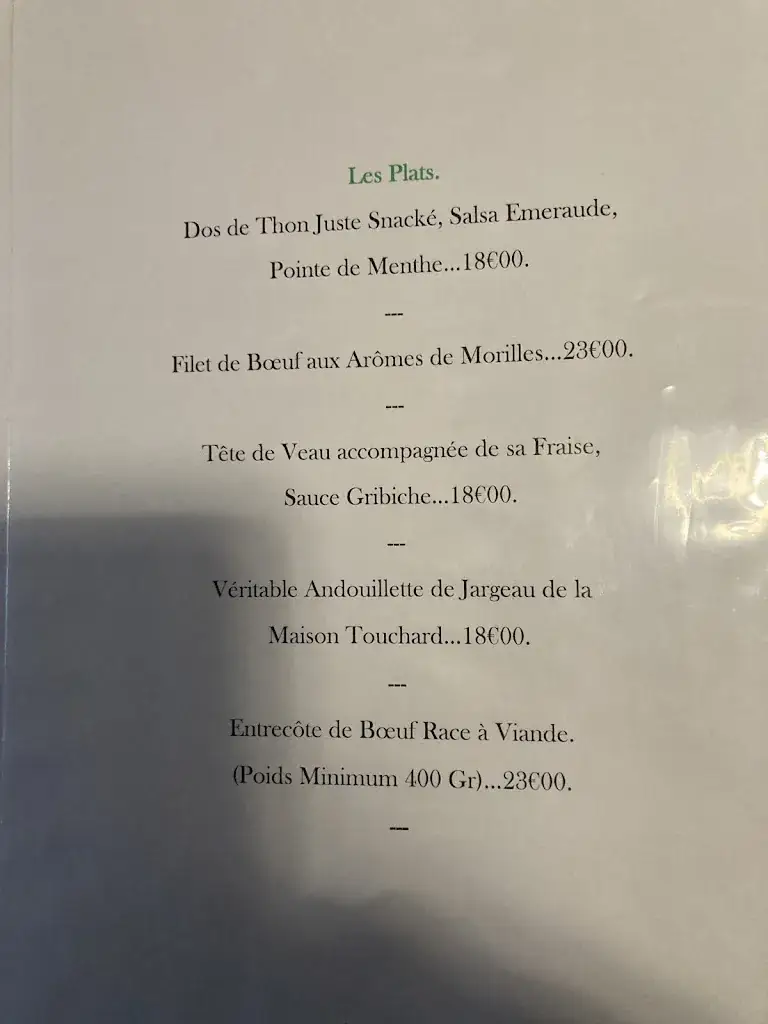 Les Plats.
Dos de Thon Juste Snacké, Salsa Emeraude,
Pointe de Menthe...18€00.
---
Filet de Bœuf aux Arômes de Morilles...23€00.
---
Tête de Veau accompagnée de sa Fraise,
Sauce Gribiche...18€00.
---
Véritable Andouillette de Jargeau de la
Maison Touchard...18€00.
---
Entrecôte de Bœuf Race à Viande.
(Poids Minimum 400 Gr)...23€00.
---